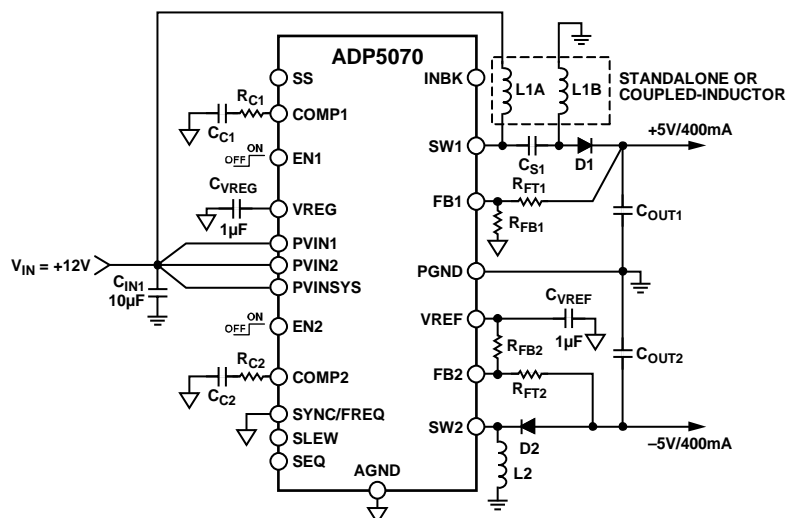 ADP5070
SS
INBK
L1A
L1B
STANDALONE OR
COUPLED-INDUCTOR
RC1
CC1
COMP1
+5V/400mA
SW1
CS1
D1
ON
OFF
EN1
RFT1
CVREG
FB1
RFB1
COUT1
VREG
1µF
PVIN1
VIN = +12V
PVIN2
PGND
CIN1
10µF
PVINSYS
CVREF
ON
OFF
EN2
VREF
1µF
RFB2
COUT2
RC2
CC2
COMP2
FB2
RFT2
SYNC/FREQ
SW2
–5V/400mA
D2
SLEW
SEQ
L2
AGND